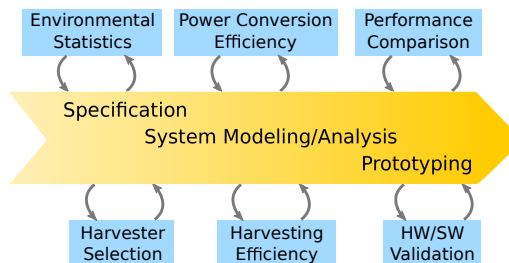 Environmental
Statistics
Power Conversion
Efficiency
Performance
Comparison
Specification
System Modeling/Analysis
Prototyping
Harvester
Selection
Harvesting
Efficiency
HW/SW
Validation